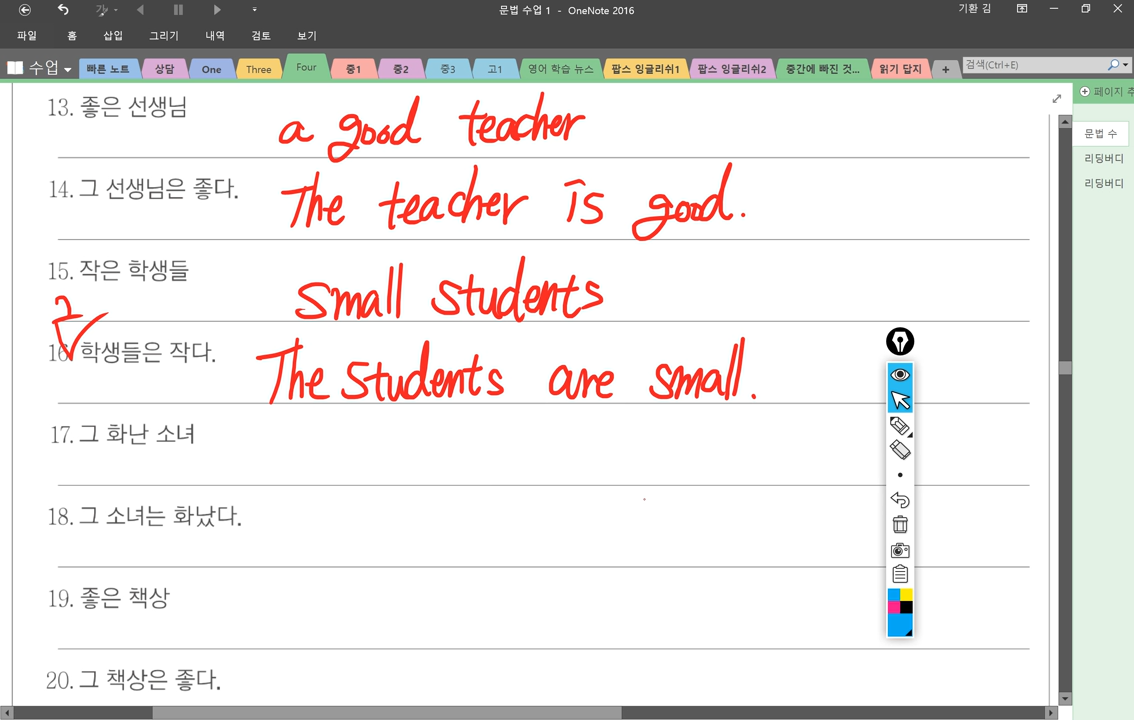 문법 수업 1 - OneNote 2016
기환 김
파일 홈 삽입 그리기 내역 검토 보기
수업 빠른 노트 상담 One Three Four 중1 중2 중3 고1 영어 학습 뉴스 팝스 잉글리쉬1 팝스 잉글리쉬2 중간에 빠진 것... 읽기 답지 + 검색(Ctrl+E)
페이지 추
문법 수
리딩버디
리딩버디
13. 좋은 선생님 a good teacher
14. 그 선생님은 좋다. The teacher is good.
15. 작은 학생들 small students
2
16. 학생들은 작다. The students are small.
17. 그 화난 소녀
18. 그 소녀는 화났다.
19. 좋은 책상
20. 그 책상은 좋다.